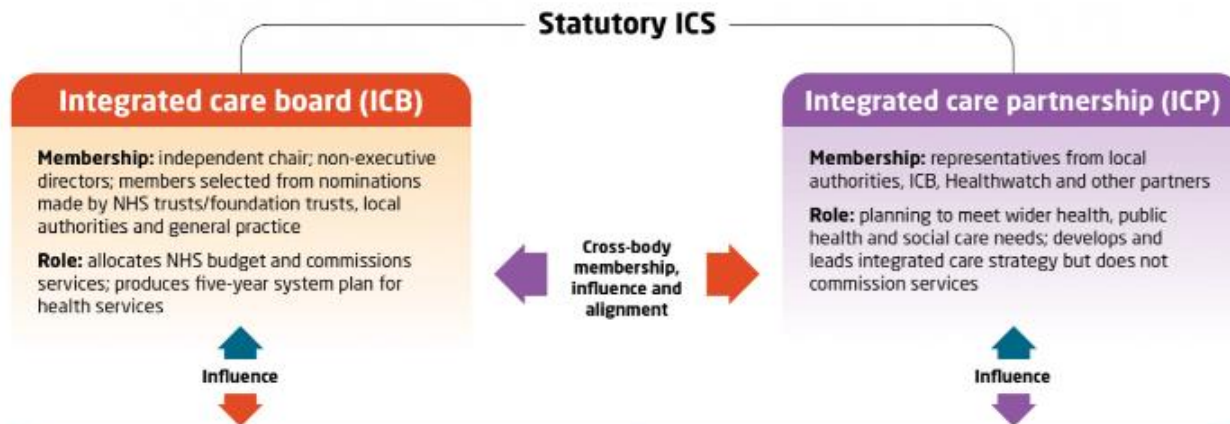 Statutory ICS
Integrated care board (ICB)
Membership: independent chair; non-executive
directors; members selected from nominations
made by NHS trusts/foundation trusts, local
authorities and general practice
Role: allocates NHS budget and commissions
services; produces five-year system plan for
health services
Influence
Cross-body
membership,
influence and
alignment
Integrated care partnership (ICP)
Membership: representatives from local
authorities, ICB, Healthwatch and other partners
Role: planning to meet wider health, public
health and social care needs; develops and
leads integrated care strategy but does not
commission services
Influence